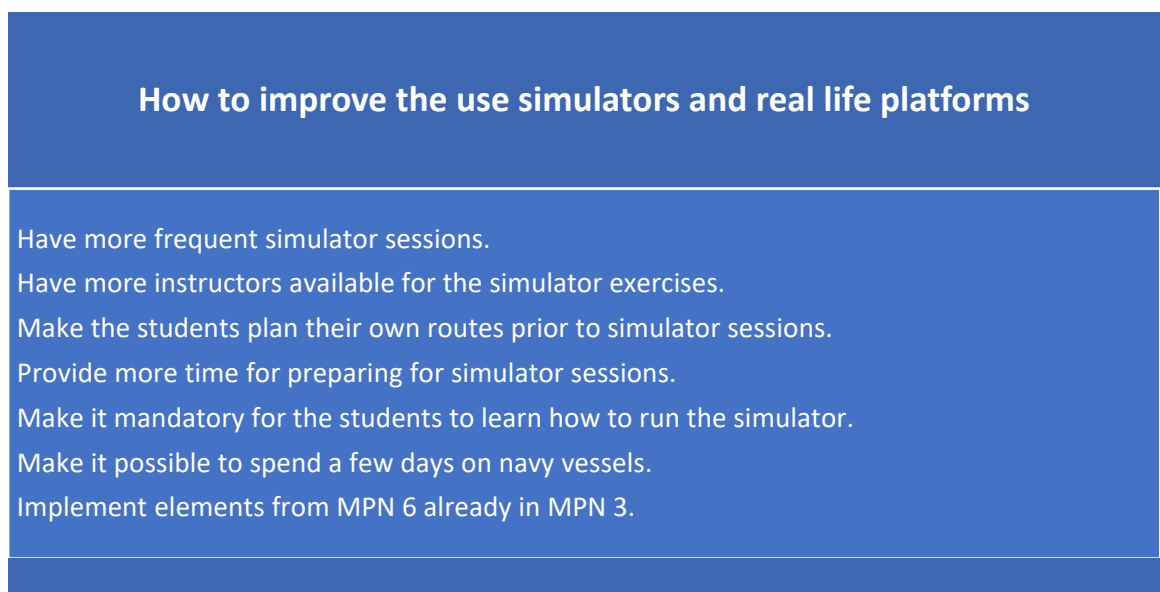 How to improve the use simulators and real life platforms
Have more frequent simulator sessions.
Have more instructors available for the simulator exercises.
Make the students plan their own routes prior to simulator sessions.
Provide more time for preparing for simulator sessions.
Make it mandatory for the students to learn how to run the simulator.
Make it possible to spend a few days on navy vessels.
Implement elements from MPN 6 already in MPN 3.